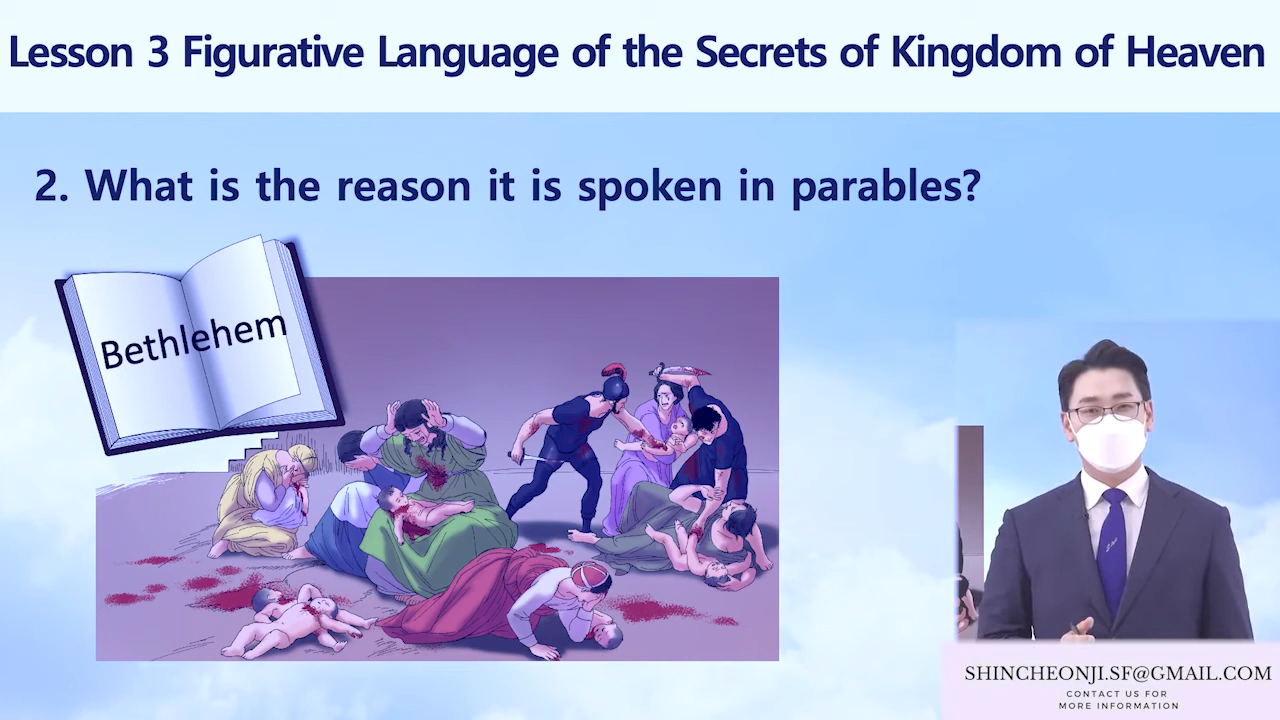 Lesson 3 Figurative Language of the Secrets of Kingdom of Heaven
2. What is the reason it is spoken in parables?
Bethlehem
SHINCHEONJI.SF@GMAIL.COM
CONTACT US FOR
MORE INFORMATION